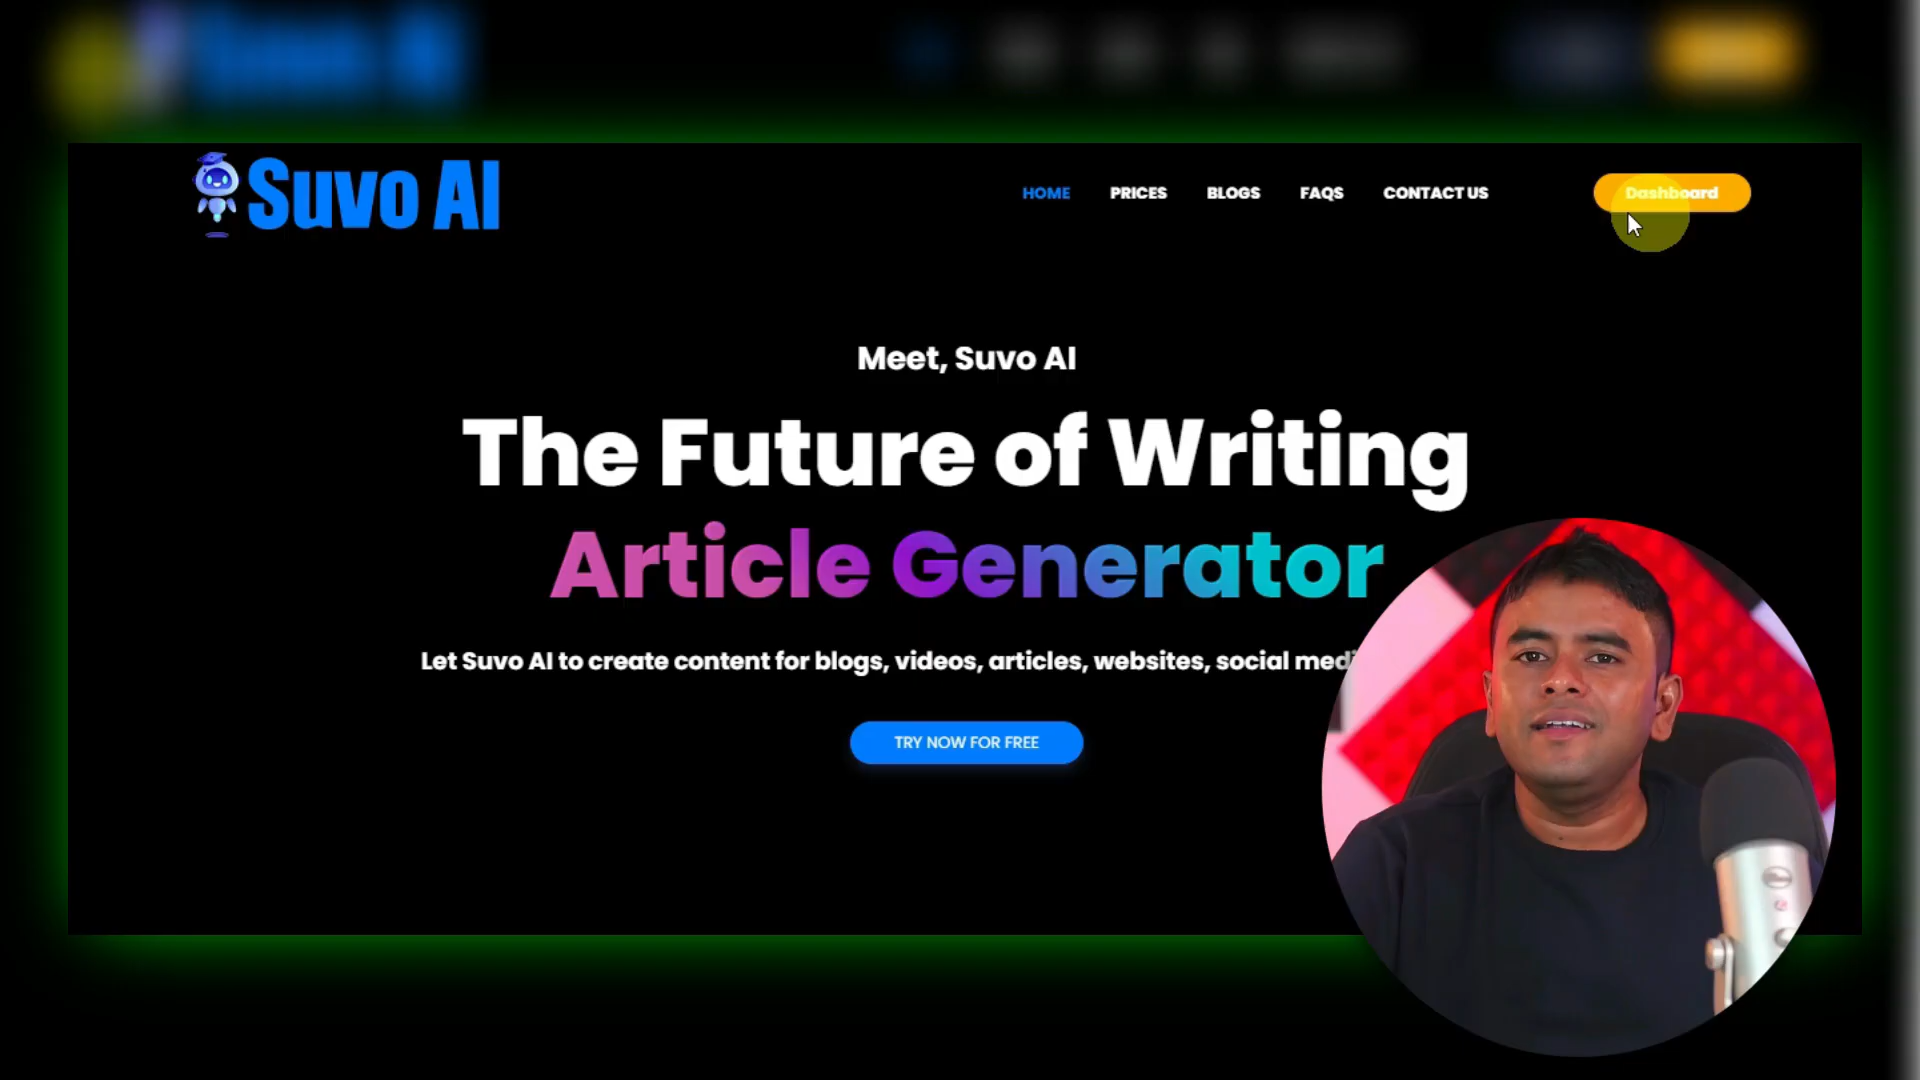 Suvo AI
HOME PRICES BLOGS FAQS CONTACT US Dashboard
Meet, Suvo AI
The Future of Writing
Article Generator
Let Suvo AI to create content for blogs, videos, articles, websites, social
TRY NOW FOR FREE